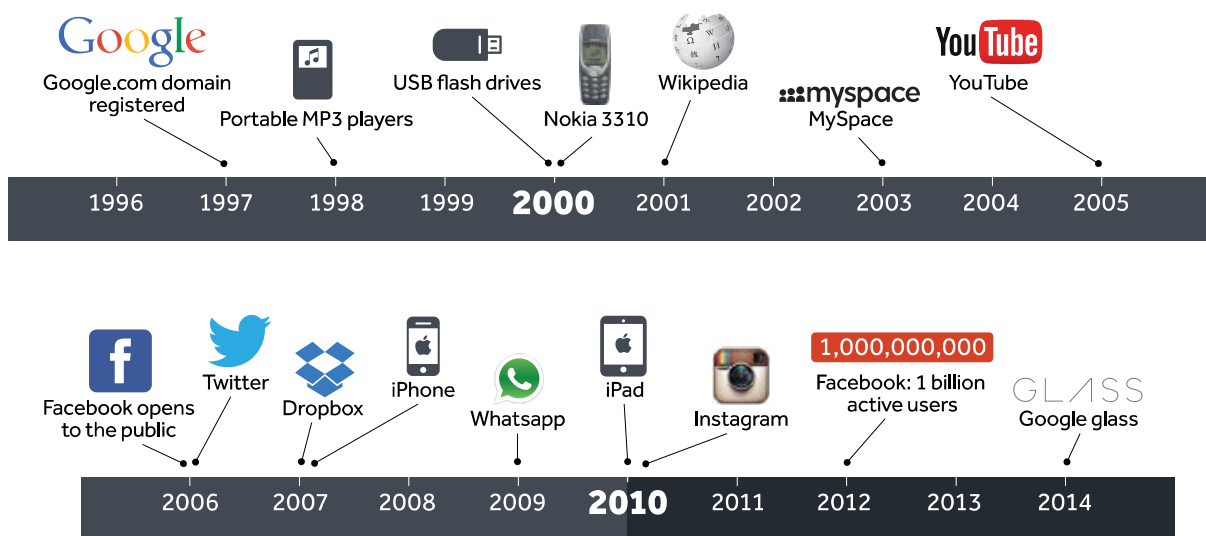 Google
Google.com domain
registered
Portable MP3 players
USB flash drives
Nokia 3310
Wikipedia
myspace
MySpace
YouTube
YouTube
1996 1997 1998 1999 2000 2001 2002 2003 2004 2005
Facebook opens
to the public
Twitter
Dropbox
iPhone
Whatsapp
iPad
Instagram
1,000,000,000
Facebook: 1 billion
active users
GLASS
Google glass
2006 2007 2008 2009 2010 2011 2012 2013 2014